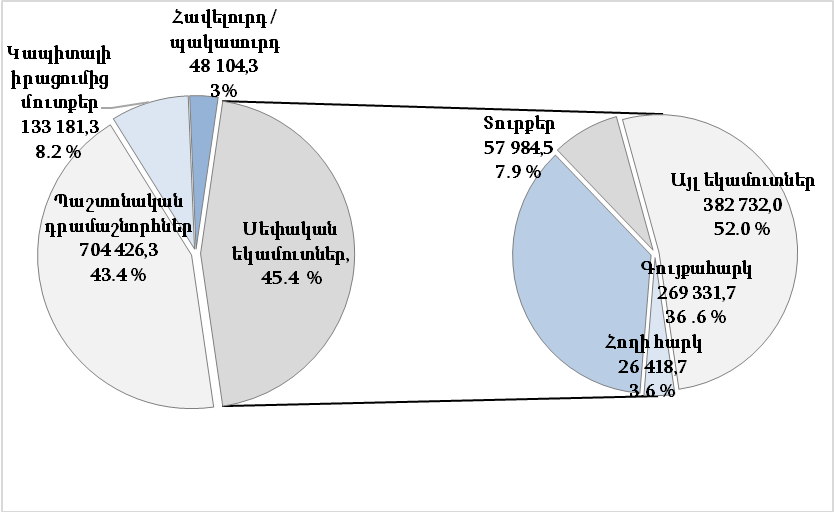 Հավելուրդ /
պակասուրդ
48 104,3
3%
Կապիտալի
իրացումից
մուտքեր
133 181,3
8.2 %
Պաշտոնական
դրամաշնորհներ
704 426,3
43.4 %
Սեփական
եկամուտներ,
45.4 %
Տուրքեր
57 984,5
7.9 %
Այլ եկամուտներ
382 732,0
52.0 %
Գույքահարկ
269 331,7
36 .6 %
Հողի հարկ
26 418,7
3 6 %